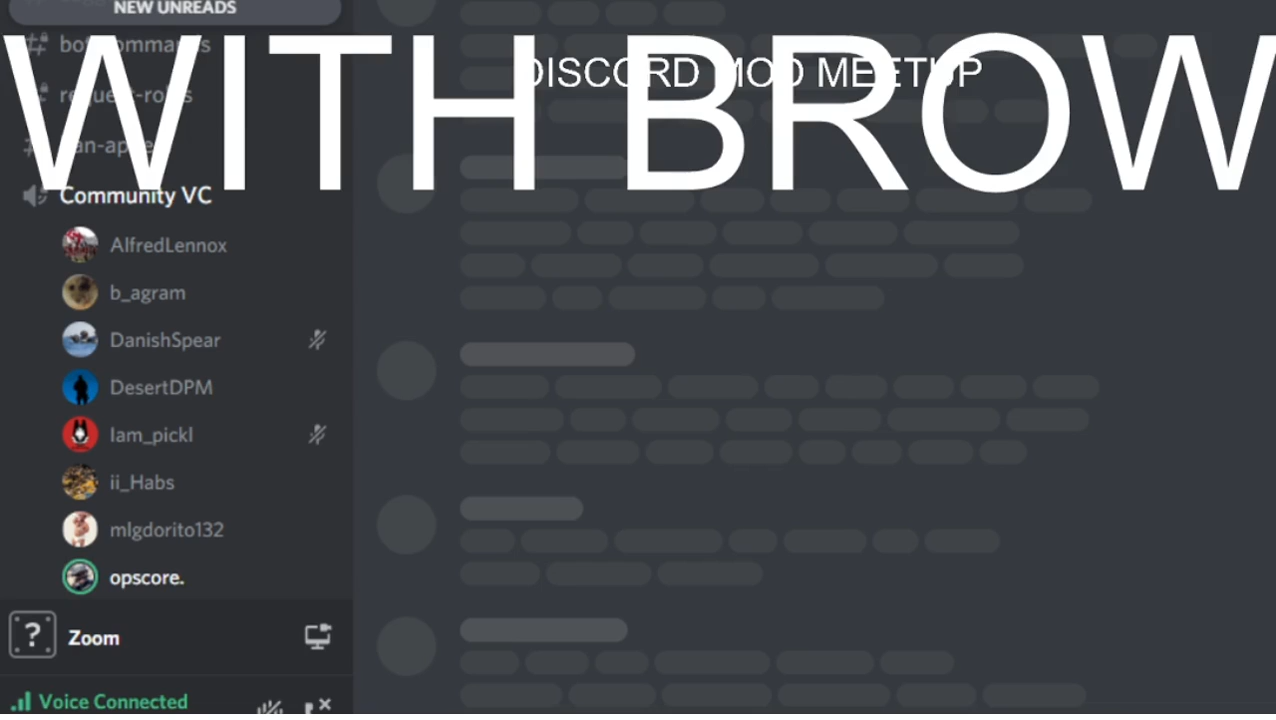 NEW UNREADS
WITH BROW
DISCORD MOD MEETUP
Community VC
AlfredLennox
b_agram
DanishSpear
DesertDPM
Iam_pickl
ii_Habs
mlgdorito132
opscore.
?
Zoom
Voice Connected